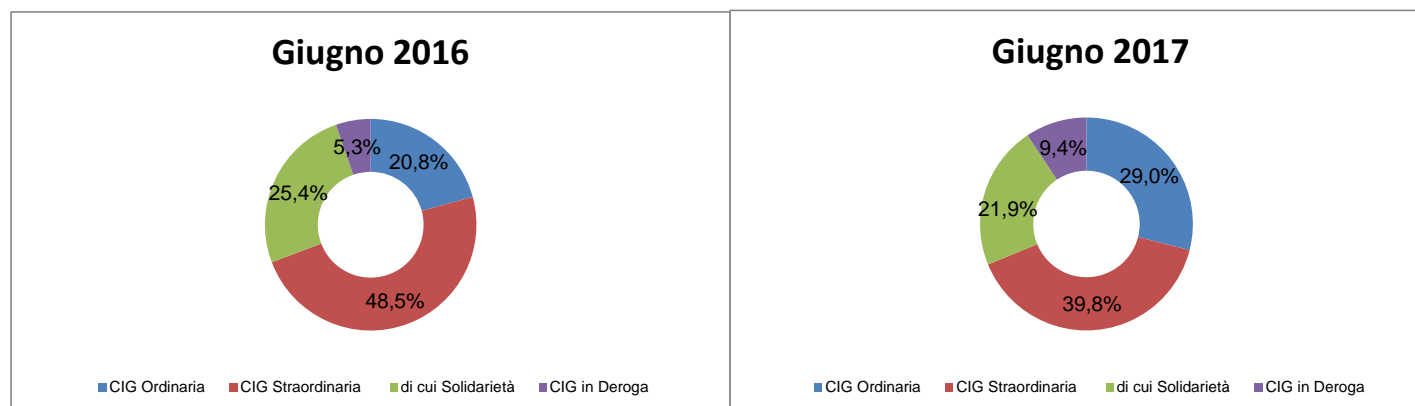 Giugno 2016
5,3%
20,8%
25,4%
48,5%
CIG Ordinaria CIG Straordinaria di cui Solidarietà CIG in Deroga
Giugno 2017
9,4%
29,0%
21,9%
39,8%
CIG Ordinaria CIG Straordinaria di cui Solidarietà CIG in Deroga